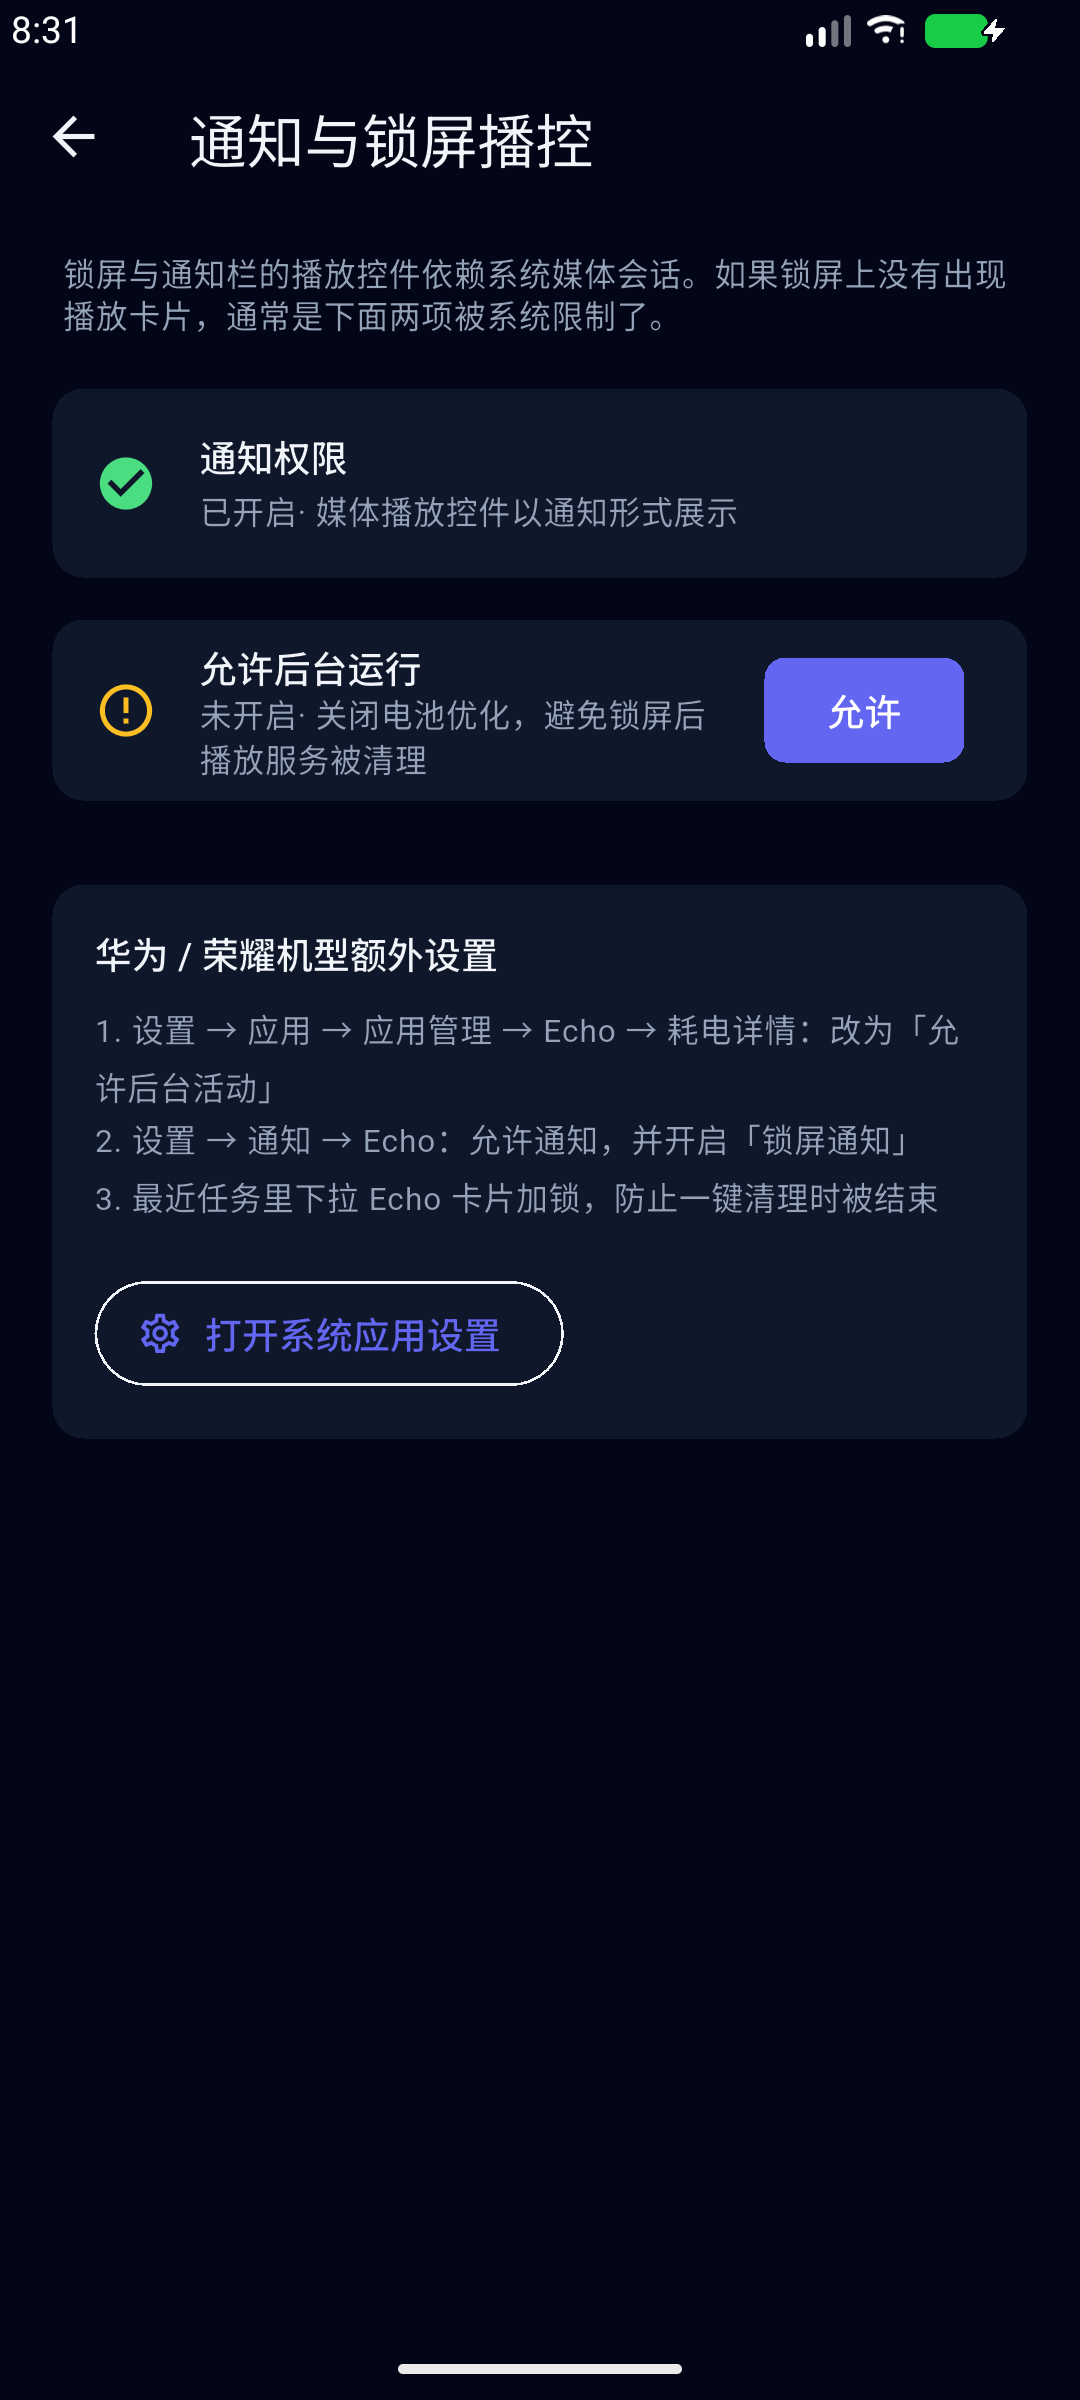 8:31
通知与锁屏播控
锁屏与通知栏的播放控件依赖系统媒体会话。如果锁屏上没有出现
播放卡片，通常是下面两项被系统限制了。
通知权限
已开启· 媒体播放控件以通知形式展示
允许后台运行
未开启· 关闭电池优化，避免锁屏后
播放服务被清理
允许
华为 / 荣耀机型额外设置
1. 设置 → 应用 → 应用管理 → Echo → 耗电详情：改为「允
许后台活动」
2. 设置 → 通知 → Echo：允许通知，并开启「锁屏通知」
3. 最近任务里下拉 Echo 卡片加锁，防止一键清理时被结束
打开系统应用设置